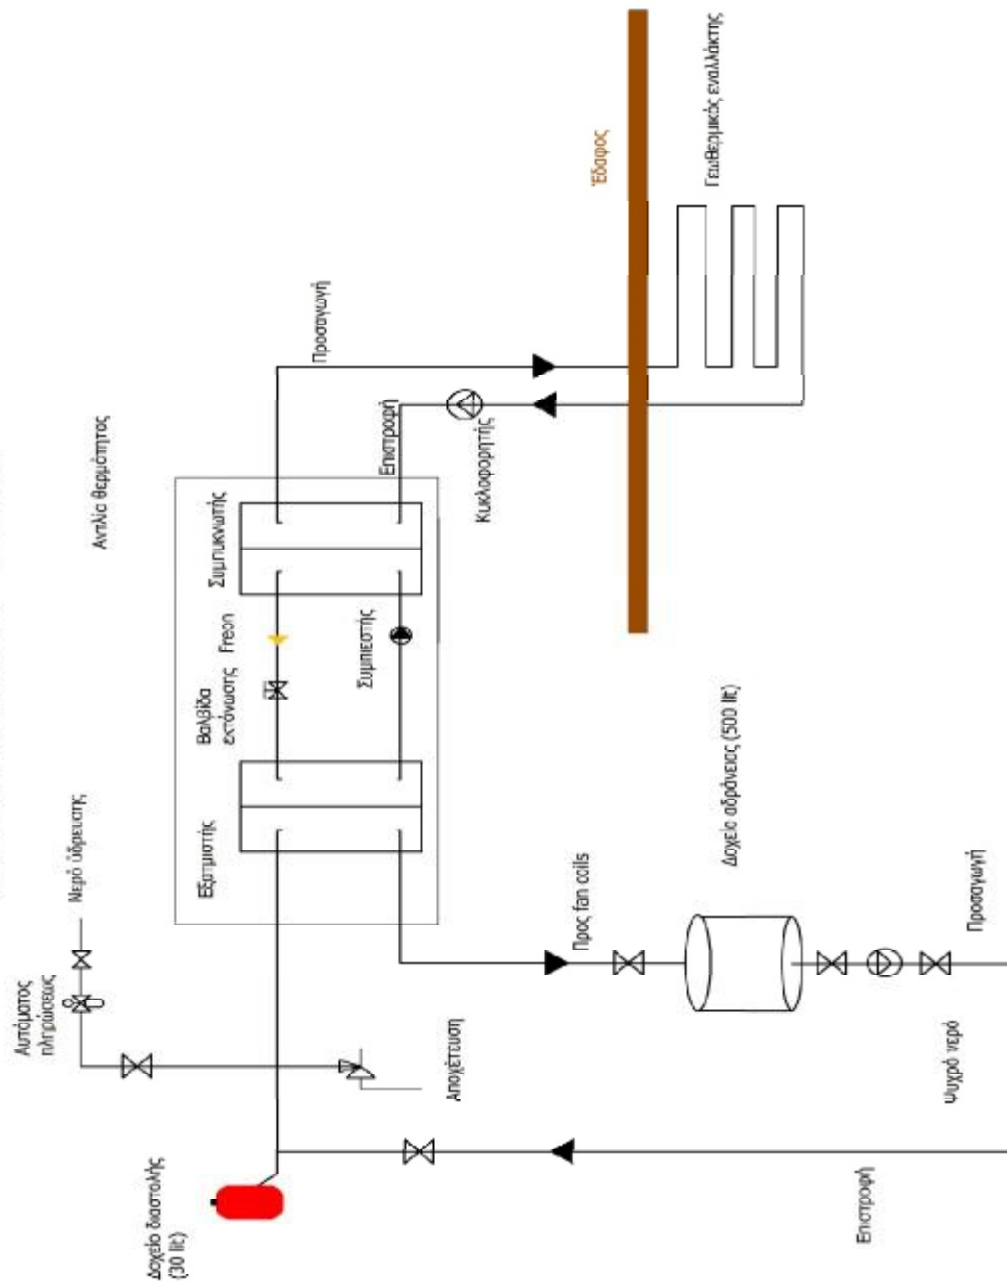 Αυτόματος
πληρώσεως
Νερό ύδρευσης
Δοχείο διαστολής
(30 lit)
Αποχέτευση
Αντλία θερμότητος
Εξατμιστής
Βαλβίδα
εκτόνωσης
Freon
Συμπυκνωτής
Συμπιεστής
Προσαγωγή
Επιστροφή
Κυκλοφορητής
Έδαφος
Γεωθερμικός εναλλάκτης
Προς fan coils
Δοχείο αδράνειας (500 lit)
Επιστροφή
Ψυχρό νερό
Προσαγωγή